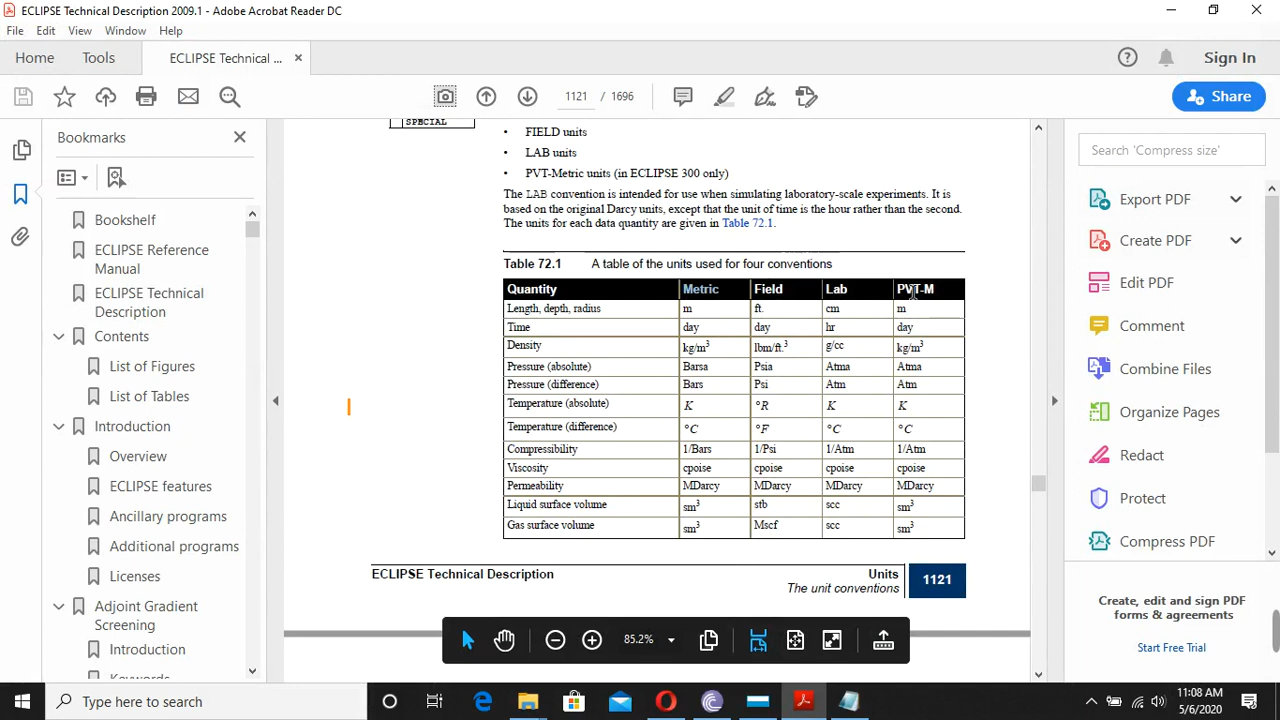 ECLIPSE Technical Description 2009.1 - Adobe Acrobat Reader DC
File Edit View Window Help
Home Tools ECLIPSE Technical ... × Sign In
1121 / 1696 Share
Bookmarks ×
Bookshelf
ECLIPSE Reference
Manual
ECLIPSE Technical
Description
Contents
List of Figures
List of Tables
Introduction
Overview
ECLIPSE features
Ancillary programs
Additional programs
Licenses
Adjoint Gradient
Screening
Introduction
SPECIAL
• FIELD units
• LAB units
• PVT-Metric units (in ECLIPSE 300 only)
The LAB convention is intended for use when simulating laboratory-scale experiments. It is
based on the original Darcy units, except that the unit of time is the hour rather than the second.
The units for each data quantity are given in Table 72.1.
Table 72.1 A table of the units used for four conventions
Quantity Metric Field Lab PVT-M
Length, depth, radius m ft. cm m
Time day day hr day
Density kg/m³ lbm/ft.³ g/cc kg/m³
Pressure (absolute) Barsa Psia Atma Atma
Pressure (difference) Bars Psi Atm Atm
Temperature (absolute) K °R K K
Temperature (difference) °C °F °C °C
Compressibility 1/Bars 1/Psi 1/Atm 1/Atm
Viscosity cpoise cpoise cpoise cpoise
Permeability MDarcy MDarcy MDarcy MDarcy
Liquid surface volume sm³ stb scc sm³
Gas surface volume sm³ Mscf scc sm³
ECLIPSE Technical Description Units 1121
The unit conventions
85.2%
Search 'Compress size'
Export PDF
Create PDF
Edit PDF
Comment
Combine Files
Organize Pages
Redact
Protect
Compress PDF
Create, edit and sign PDF
forms & agreements
Start Free Trial
Type here to search
11:08 AM
5/6/2020